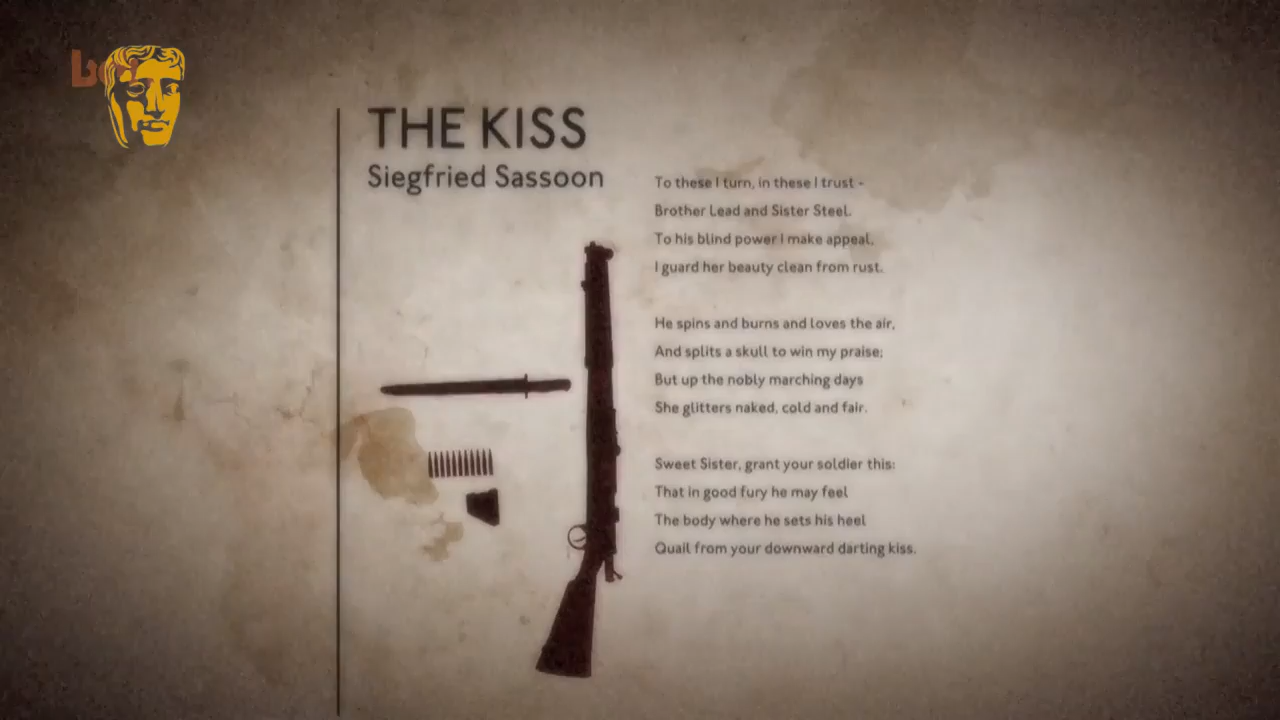 THE KISS
Siegfried Sassoon
To these I turn, in these I trust -
Brother Lead and Sister Steel.
To his blind power I make appeal,
I guard her beauty clean from rust.
He spins and burns and loves the air,
And splits a skull to win my praise;
But up the nobly marching days
She glitters naked, cold and fair.
Sweet Sister, grant your soldier this:
That in good fury he may feel
The body where he sets his heel
Quail from your downward darting kiss.